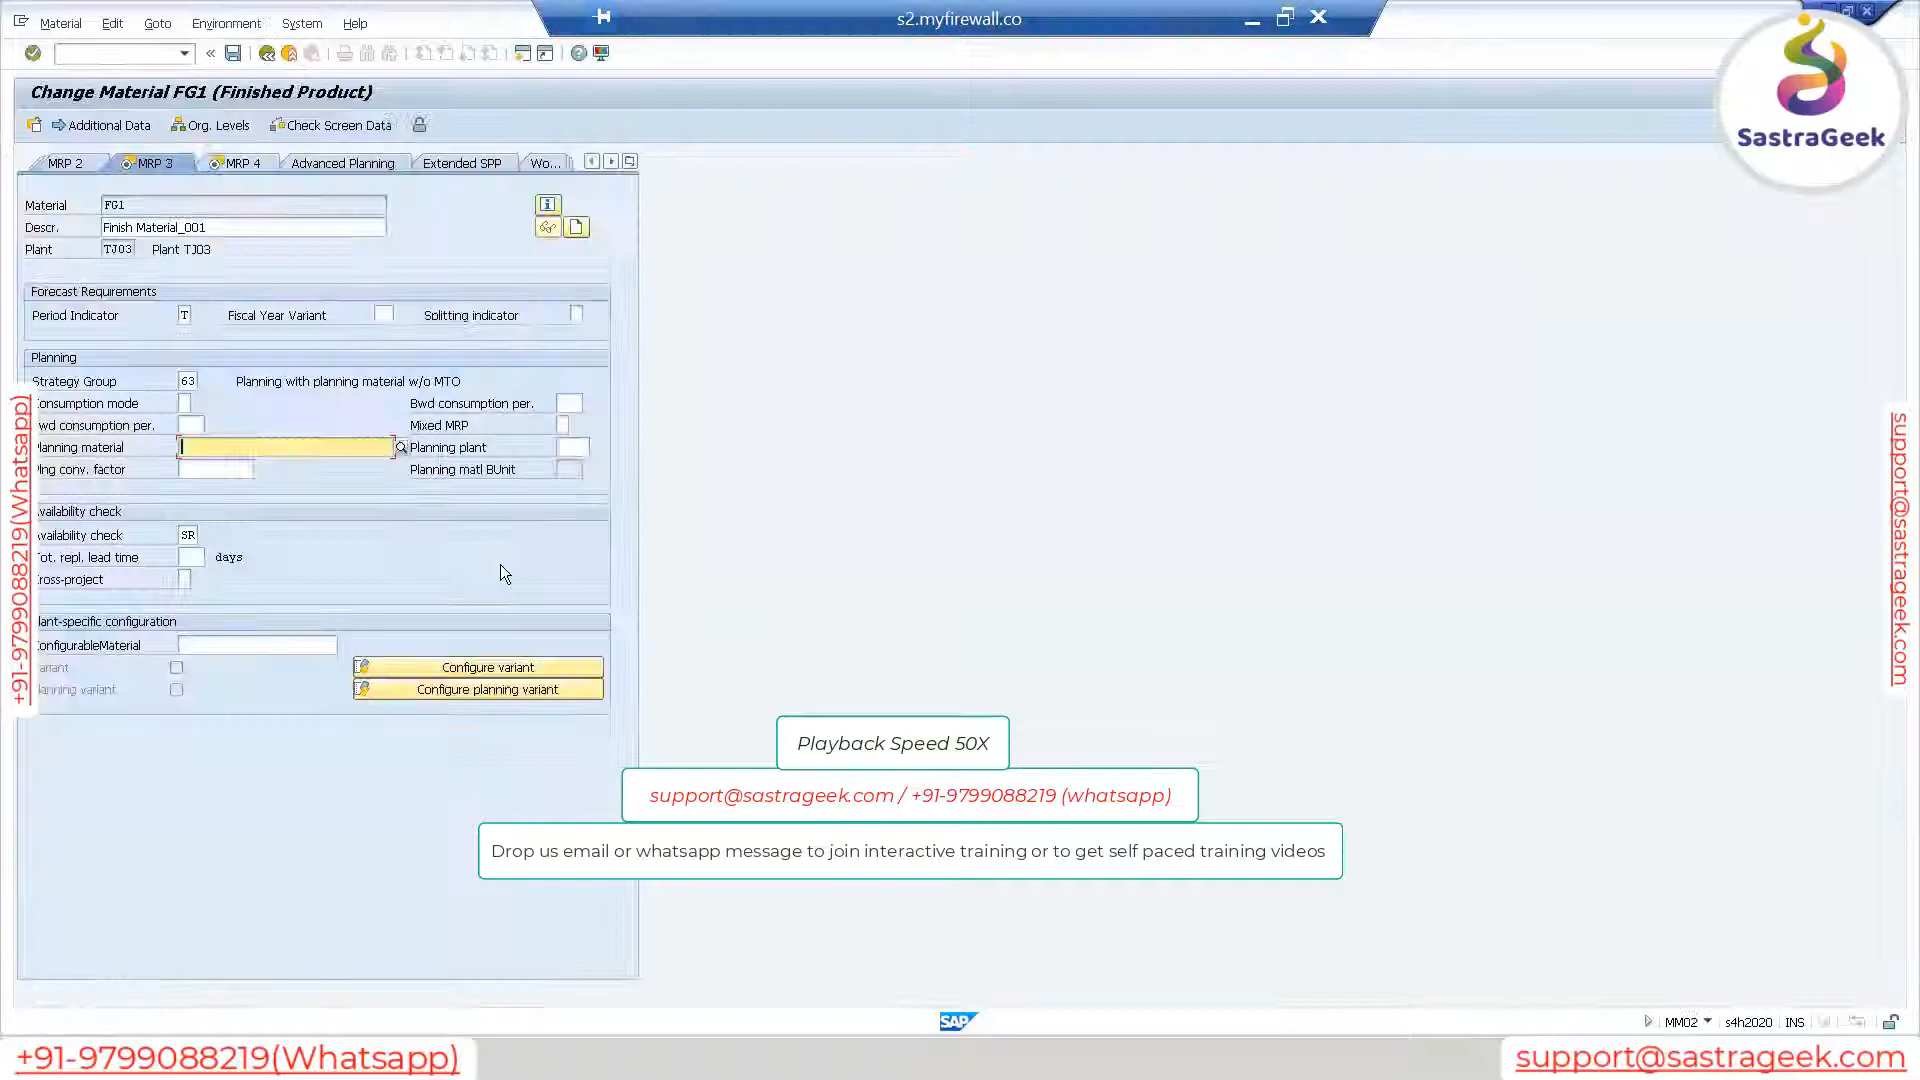 Material Edit Goto Environment System Help
s2.myfirewall.co
Change Material FG1 (Finished Product)
Additional Data Org. Levels Check Screen Data
MRP 2 MRP 3 MRP 4 Advanced Planning Extended SPP Wo...
SastraGeek
Material FG1
Descr. Finish Material_001
Plant TJ03 Plant TJ03
Forecast Requirements
Period Indicator T Fiscal Year Variant Splitting indicator
Planning
Strategy Group 63 Planning with planning material w/o MTO
onsumption mode Bwd consumption per.
wd consumption per. Mixed MRP
lanning material Planning plant
lng conv. factor Planning matl BUnit
vailability check
vailability check SR
ot. repl. lead time days
ross-project
lant-specific configuration
onfigurableMaterial
ariant Configure variant
lanning variant Configure planning variant
+91-9799088219(Whatsapp)
support@sastrageek.com
Playback Speed 50X
support@sastrageek.com / +91-9799088219 (whatsapp)
Drop us email or whatsapp message to join interactive training or to get self paced training videos
SAP MM02 s4h2020 INS
+91-9799088219(Whatsapp)
support@sastrageek.com